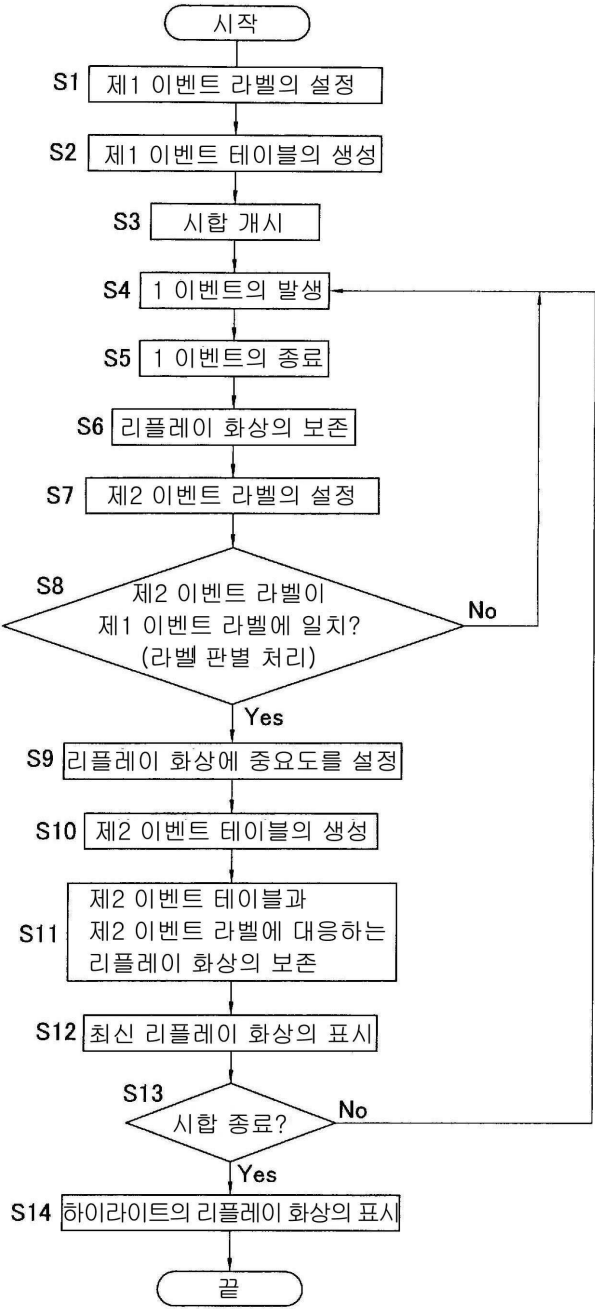 시작
S1 제1 이벤트 라벨의 설정
S2 제1 이벤트 테이블의 생성
S3 시합 개시
S4 1 이벤트의 발생
S5 1 이벤트의 종료
S6 리플레이 화상의 보존
S7 제2 이벤트 라벨의 설정
S8
제2 이벤트 라벨이
제1 이벤트 라벨에 일치?
(라벨 판별 처리)
No
Yes
S9 리플레이 화상에 중요도를 설정
S10 제2 이벤트 테이블의 생성
S11
제2 이벤트 테이블과
제2 이벤트 라벨에 대응하는
리플레이 화상의 보존
S12 최신 리플레이 화상의 표시
S13
시합 종료?
No
Yes
S14 하이라이트의 리플레이 화상의 표시
끝